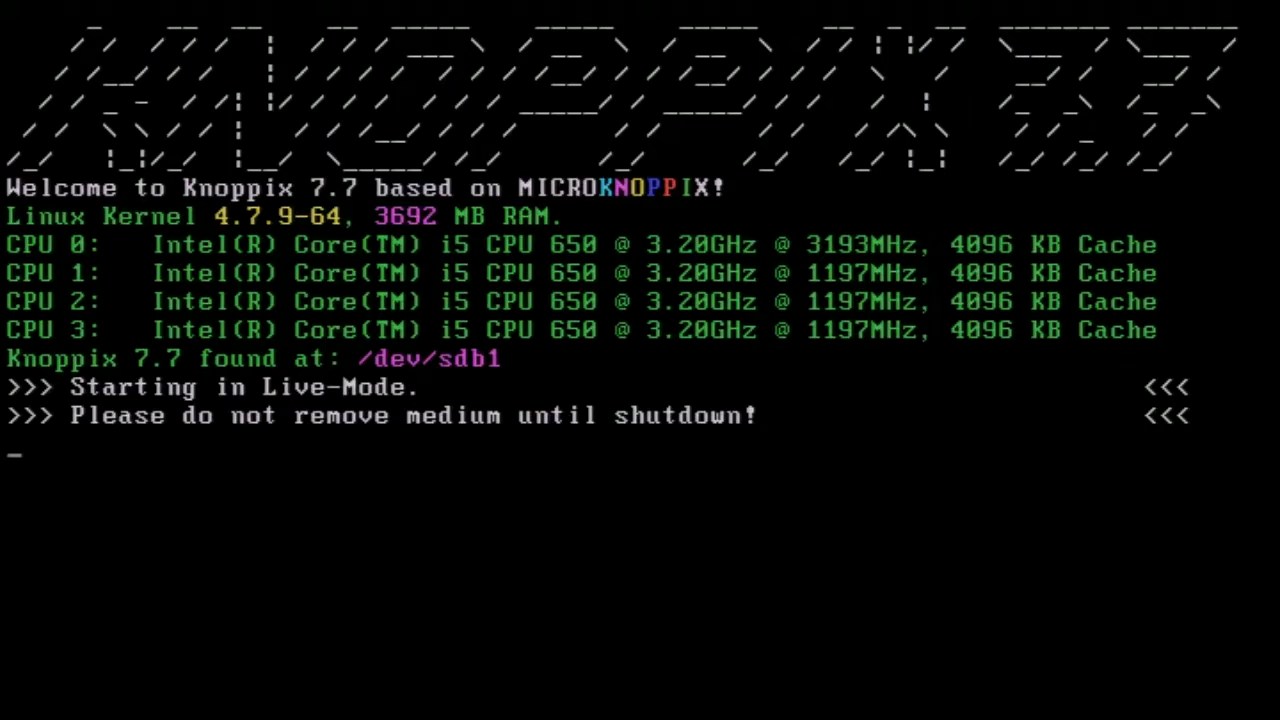 KNOPPIX 7.7
Welcome to Knoppix 7.7 based on MICROKNOPPIX!
Linux Kernel 4.7.9-64, 3692 MB RAM.
CPU 0:   Intel(R) Core(TM) i5 CPU 650 @ 3.20GHz @ 3193MHz, 4096 KB Cache
CPU 1:   Intel(R) Core(TM) i5 CPU 650 @ 3.20GHz @ 1197MHz, 4096 KB Cache
CPU 2:   Intel(R) Core(TM) i5 CPU 650 @ 3.20GHz @ 1197MHz, 4096 KB Cache
CPU 3:   Intel(R) Core(TM) i5 CPU 650 @ 3.20GHz @ 1197MHz, 4096 KB Cache
Knoppix 7.7 found at: /dev/sdb1
>>> Starting in Live-Mode. <<<
>>> Please do not remove medium until shutdown! <<<
_